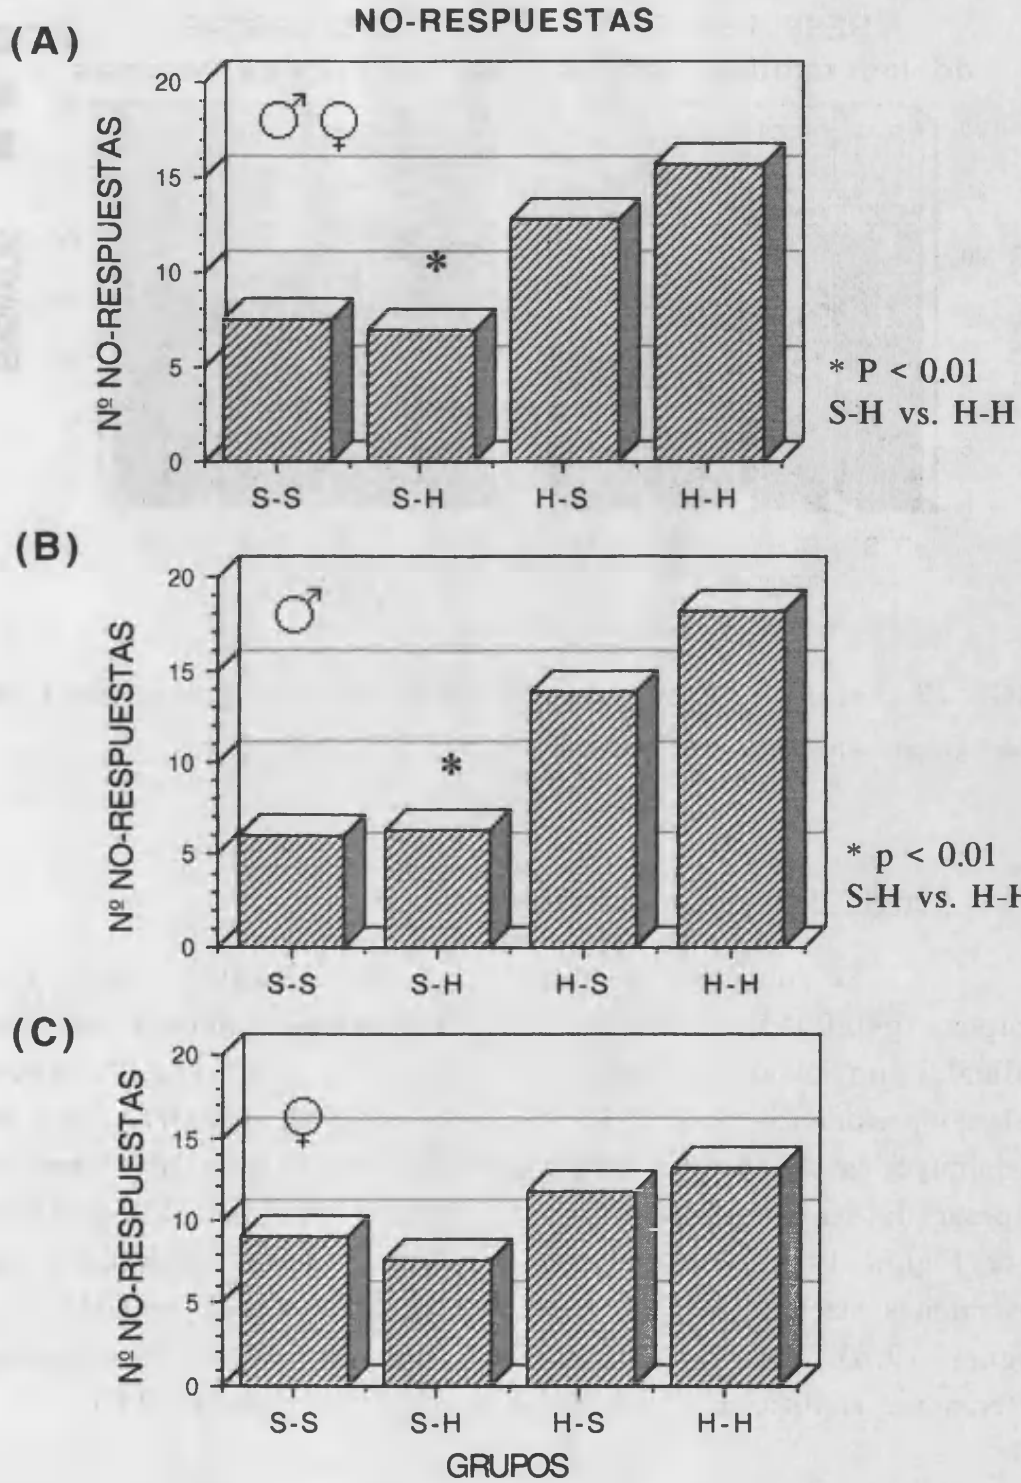 NO-RESPUESTAS
(A)
Nº NO-RESPUESTAS
20
15
10
5
0
*
S-S S-H H-S H-H
* P < 0.01
S-H vs. H-H
(B)
Nº NO-RESPUESTAS
20
15
10
5
0
*
S-S S-H H-S H-H
* p < 0.01
S-H vs. H-H
(C)
Nº NO-RESPUESTAS
20
15
10
5
0
S-S S-H H-S H-H
GRUPOS